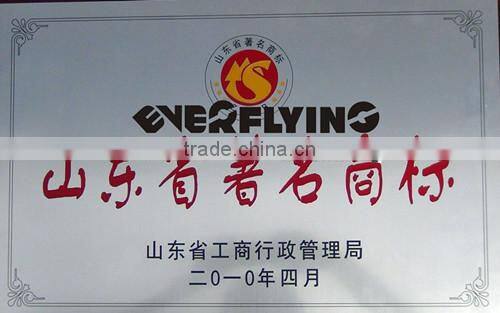 山东省著名商标
EVERFLYING
trade.china.cn
山东省著名商标
山东省工商行政管理局
二0一0年四月